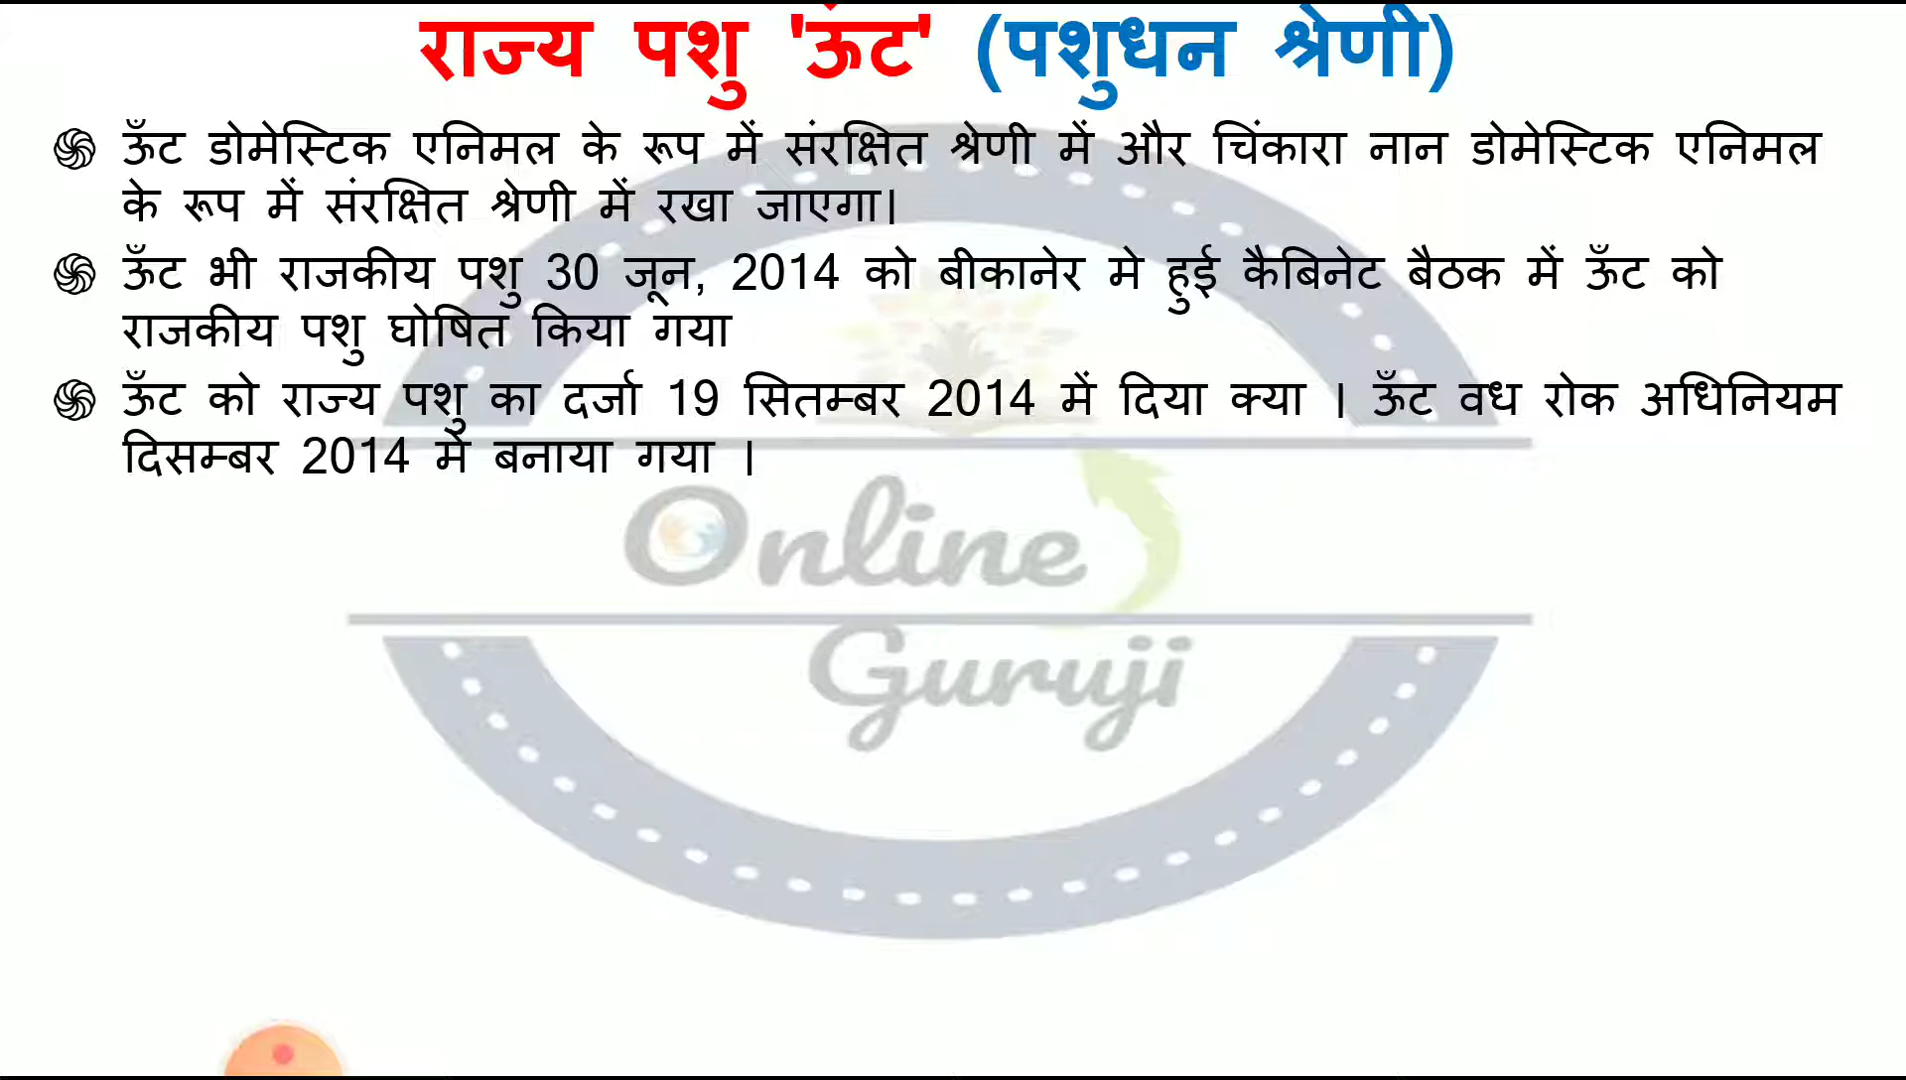 राज्य पशु 'ऊंट' (पशुधन श्रेणी)
ऊँट डोमेस्टिक एनिमल के रूप में संरक्षित श्रेणी में और चिंकारा नान डोमेस्टिक एनिमल
के रूप में संरक्षित श्रेणी में रखा जाएगा।
ऊँट भी राजकीय पशु 30 जून, 2014 को बीकानेर मे हुई कैबिनेट बैठक में ऊँट को
राजकीय पशु घोषित किया गया
ऊँट को राज्य पशु का दर्जा 19 सितम्बर 2014 में दिया क्या । ऊँट वध रोक अधिनियम
दिसम्बर 2014 में बनाया गया ।
Online
Guruji